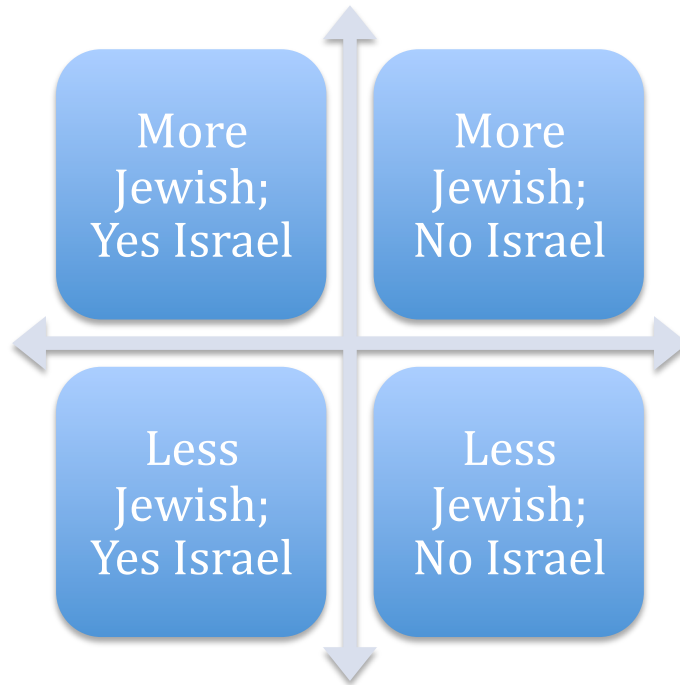 More
Jewish;
Yes Israel
More
Jewish;
No Israel
Less
Jewish;
Yes Israel
Less
Jewish;
No Israel